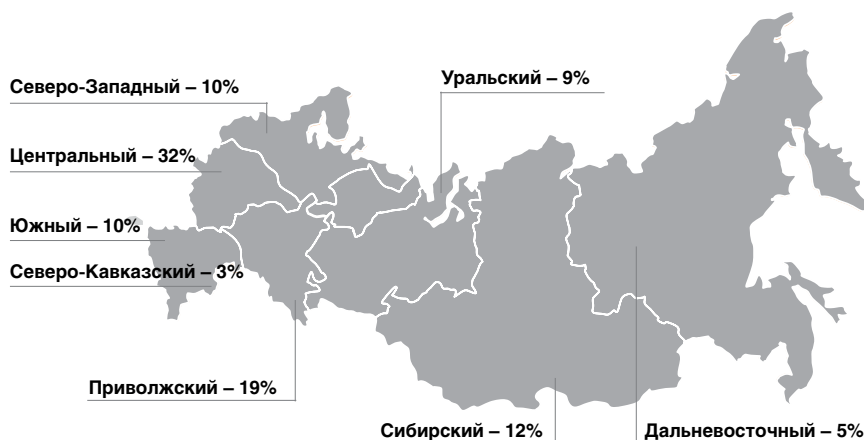 Северо-Западный – 10%
Уральский – 9%
Центральный – 32%
Южный – 10%
Северо-Кавказский – 3%
Приволжский – 19%
Сибирский – 12%
Дальневосточный – 5%